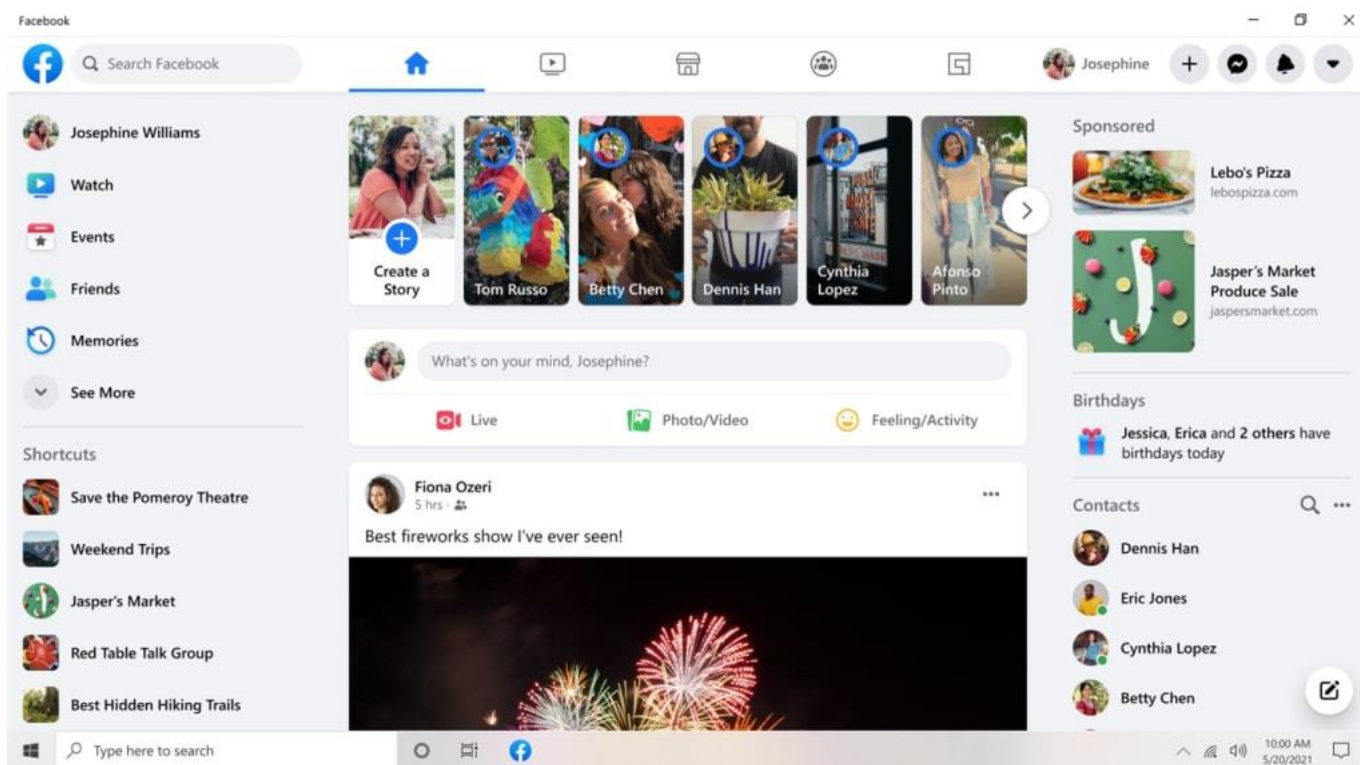 Facebook
Search Facebook
Josephine
Josephine Williams
Watch
Events
Friends
Memories
See More
Shortcuts
Save the Pomeroy Theatre
Weekend Trips
Jasper's Market
Red Table Talk Group
Best Hidden Hiking Trails
Create a
Story
Tom Russo
Betty Chen
Dennis Han
Cynthia
Lopez
Afonso
Pinto
What's on your mind, Josephine?
Live
Photo/Video
Feeling/Activity
Fiona Ozeri
5 hrs ·
Best fireworks show I've ever seen!
Sponsored
Lebo's Pizza
lebospizza.com
Jasper's Market
Produce Sale
jaspersmarket.com
Birthdays
Jessica, Erica and 2 others have
birthdays today
Contacts
Dennis Han
Eric Jones
Cynthia Lopez
Betty Chen
Type here to search
10:00 AM
5/20/2021